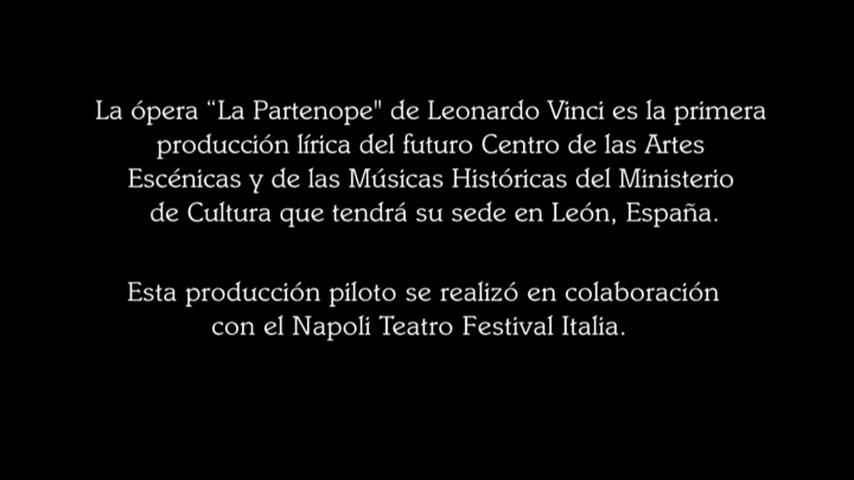 La ópera “La Partenope" de Leonardo Vinci es la primera
producción lírica del futuro Centro de las Artes
Escénicas y de las Músicas Históricas del Ministerio
de Cultura que tendrá su sede en León, España.
Esta producción piloto se realizó en colaboración
con el Napoli Teatro Festival Italia.